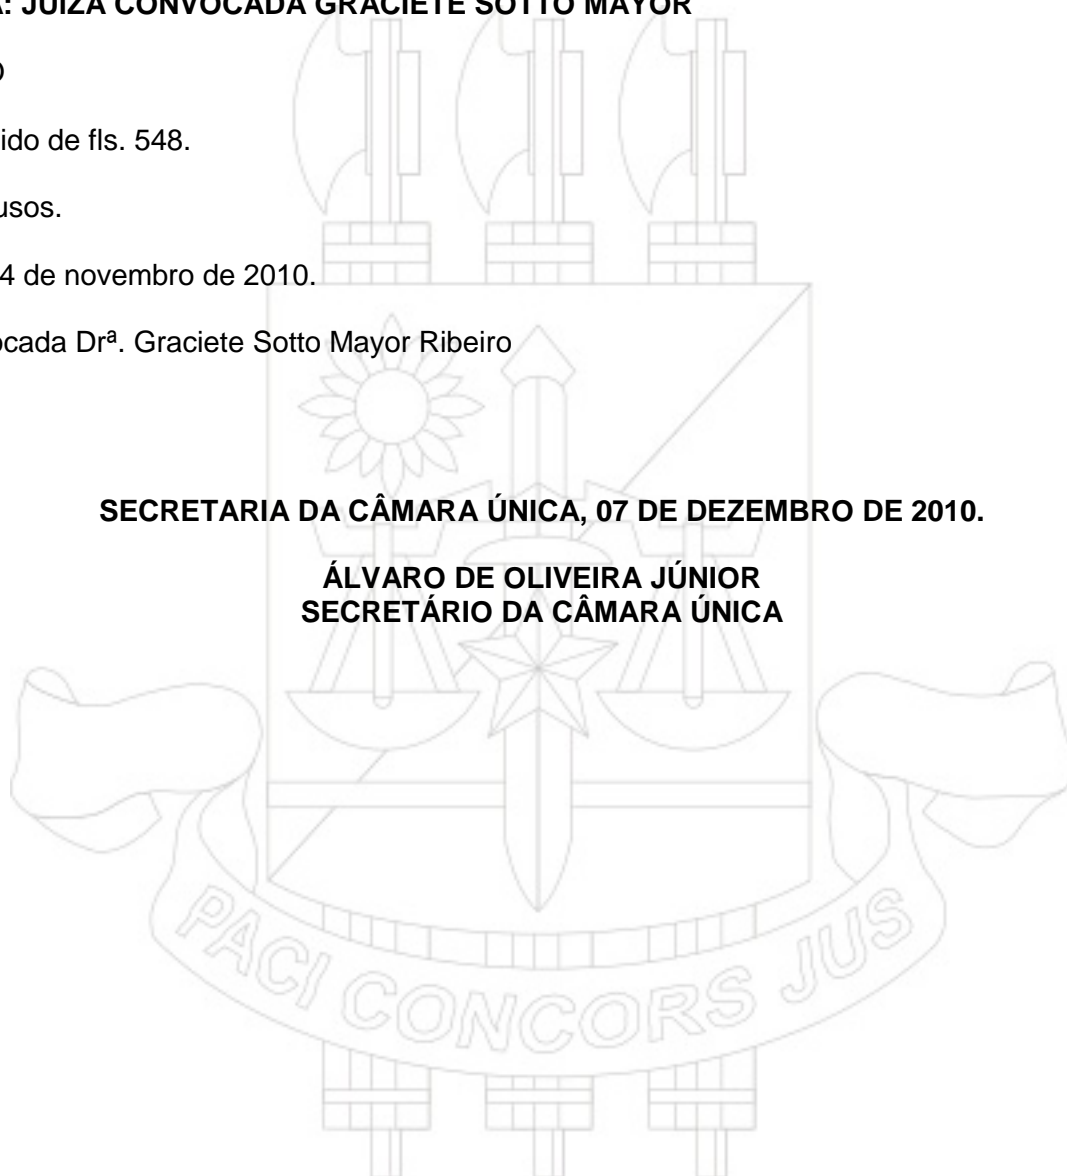 A: JUÍZA CONVOCADA GRACIETE SOTTO MAYOR
O
ido de fls. 548.
usos.
4 de novembro de 2010.
ocada Drª. Graciete Sotto Mayor Ribeiro
SECRETARIA DA CÂMARA ÚNICA, 07 DE DEZEMBRO DE 2010.
ÁLVARO DE OLIVEIRA JÚNIOR
SECRETÁRIO DA CÂMARA ÚNICA
PACI CONCORS JUS